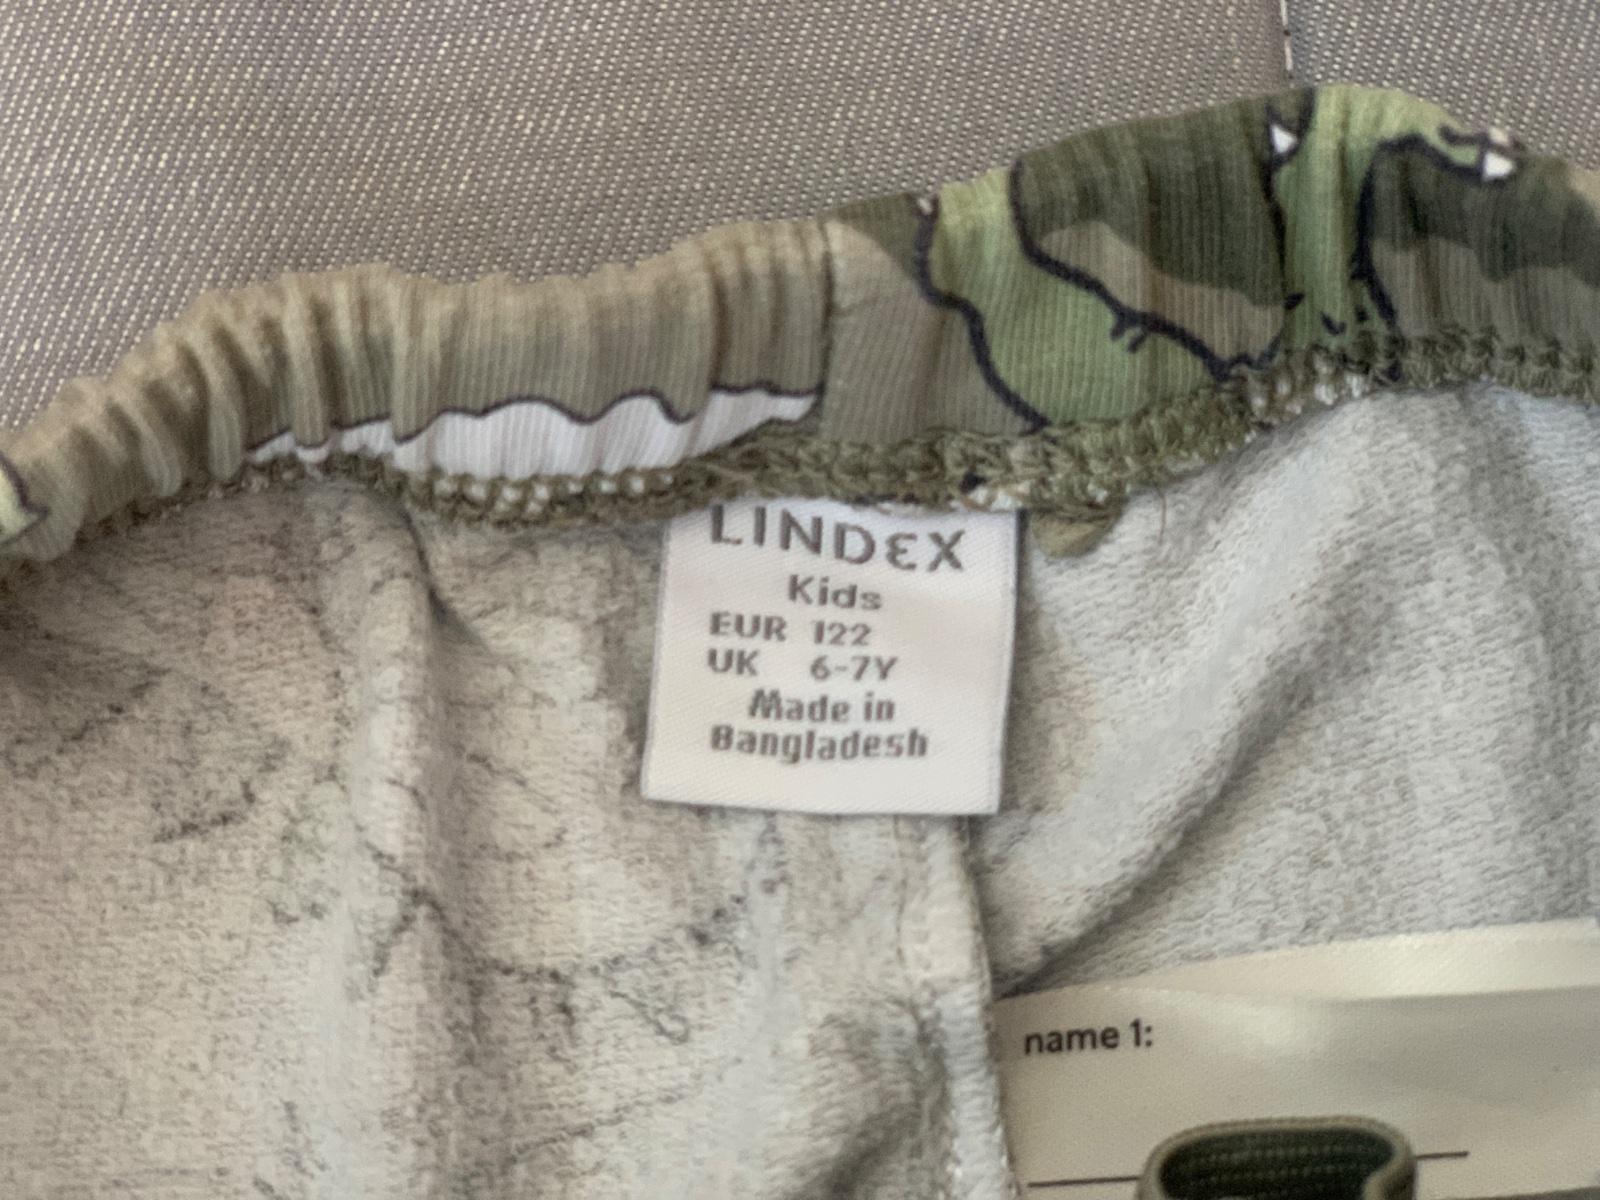 LINDEX
Kids
EUR 122
UK 6-7Y
Made in
Bangladesh
name 1: